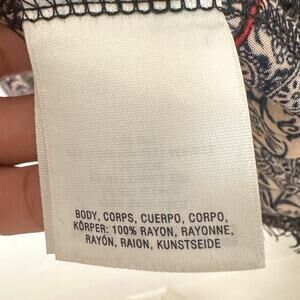 BODY, CORPS, CUERPO, CORPO,
KÖRPER: 100% RAYON, RAYONNE,
RAYÓN, RAION, KUNSTSEIDE